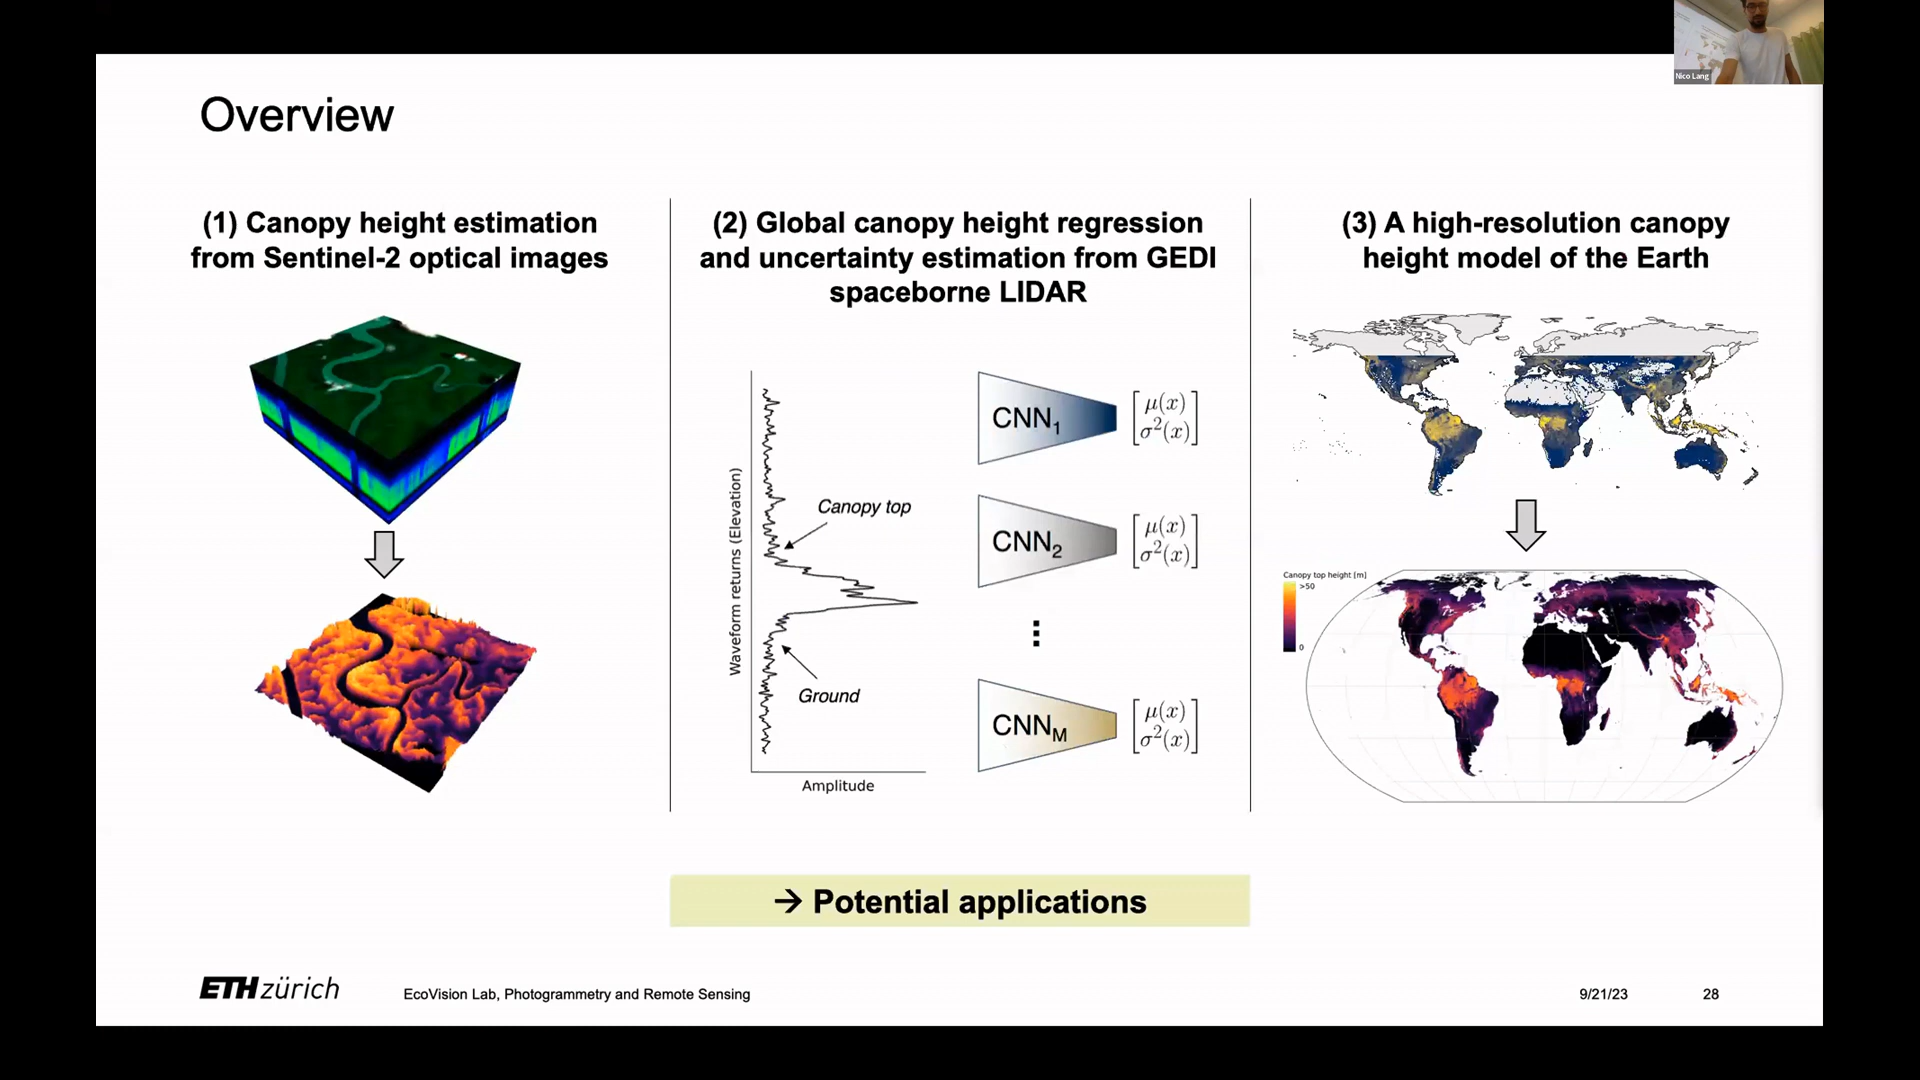 Nico Lang
Overview
(1) Canopy height estimation
from Sentinel-2 optical images
(2) Global canopy height regression
and uncertainty estimation from GEDI
spaceborne LIDAR
(3) A high-resolution canopy
height model of the Earth
Waveform returns (Elevation)
Canopy top
Ground
Amplitude
CNN1
μ(x)
σ²(x)
CNN2
μ(x)
σ²(x)
⋮
CNNM
μ(x)
σ²(x)
Canopy top height [m]
>50
0
→ Potential applications
ETH zürich
EcoVision Lab, Photogrammetry and Remote Sensing
9/21/23
28